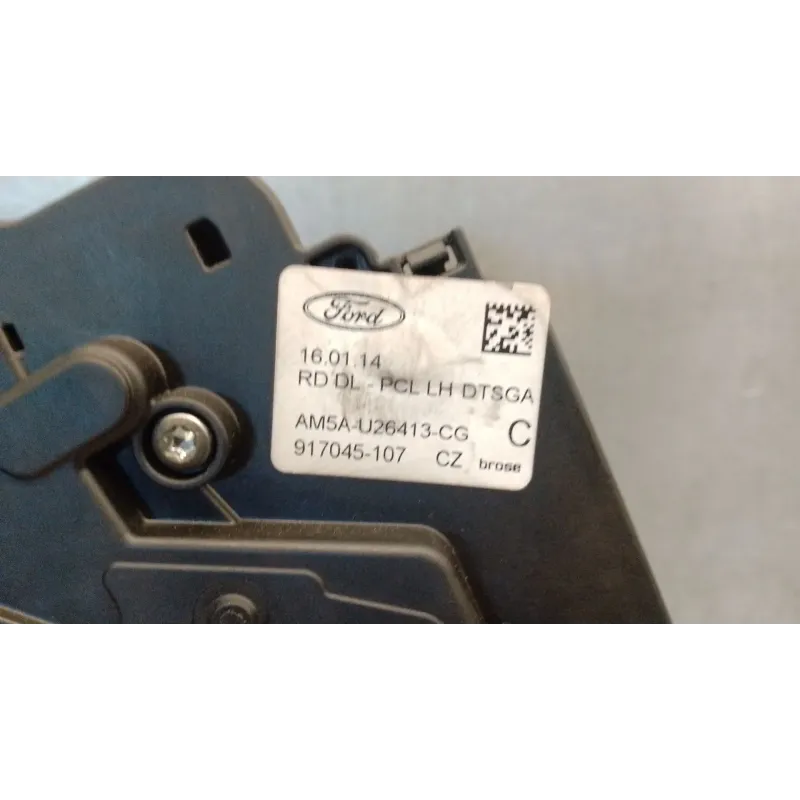 Ford
16.01.14
RD DL - PCL LH DTSGA
AM5A-U26413-CG C
917045-107 CZ brose